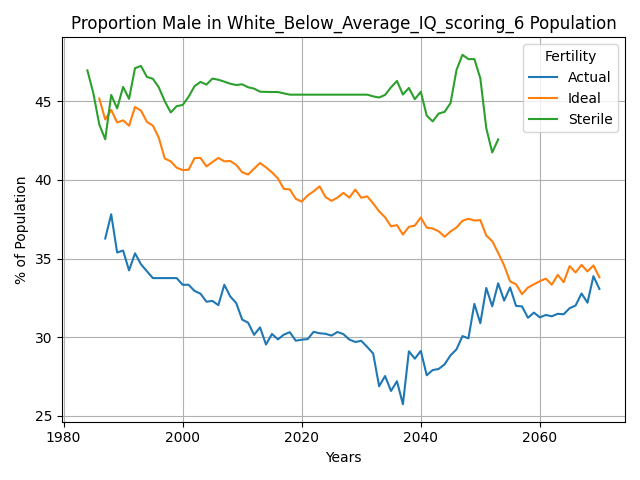 Proportion Male in White_Below_Average_IQ_scoring_6 Population
Fertility
Actual
Ideal
Sterile
% of Population
45
40
35
30
25
1980
2000
2020
2040
2060
Years